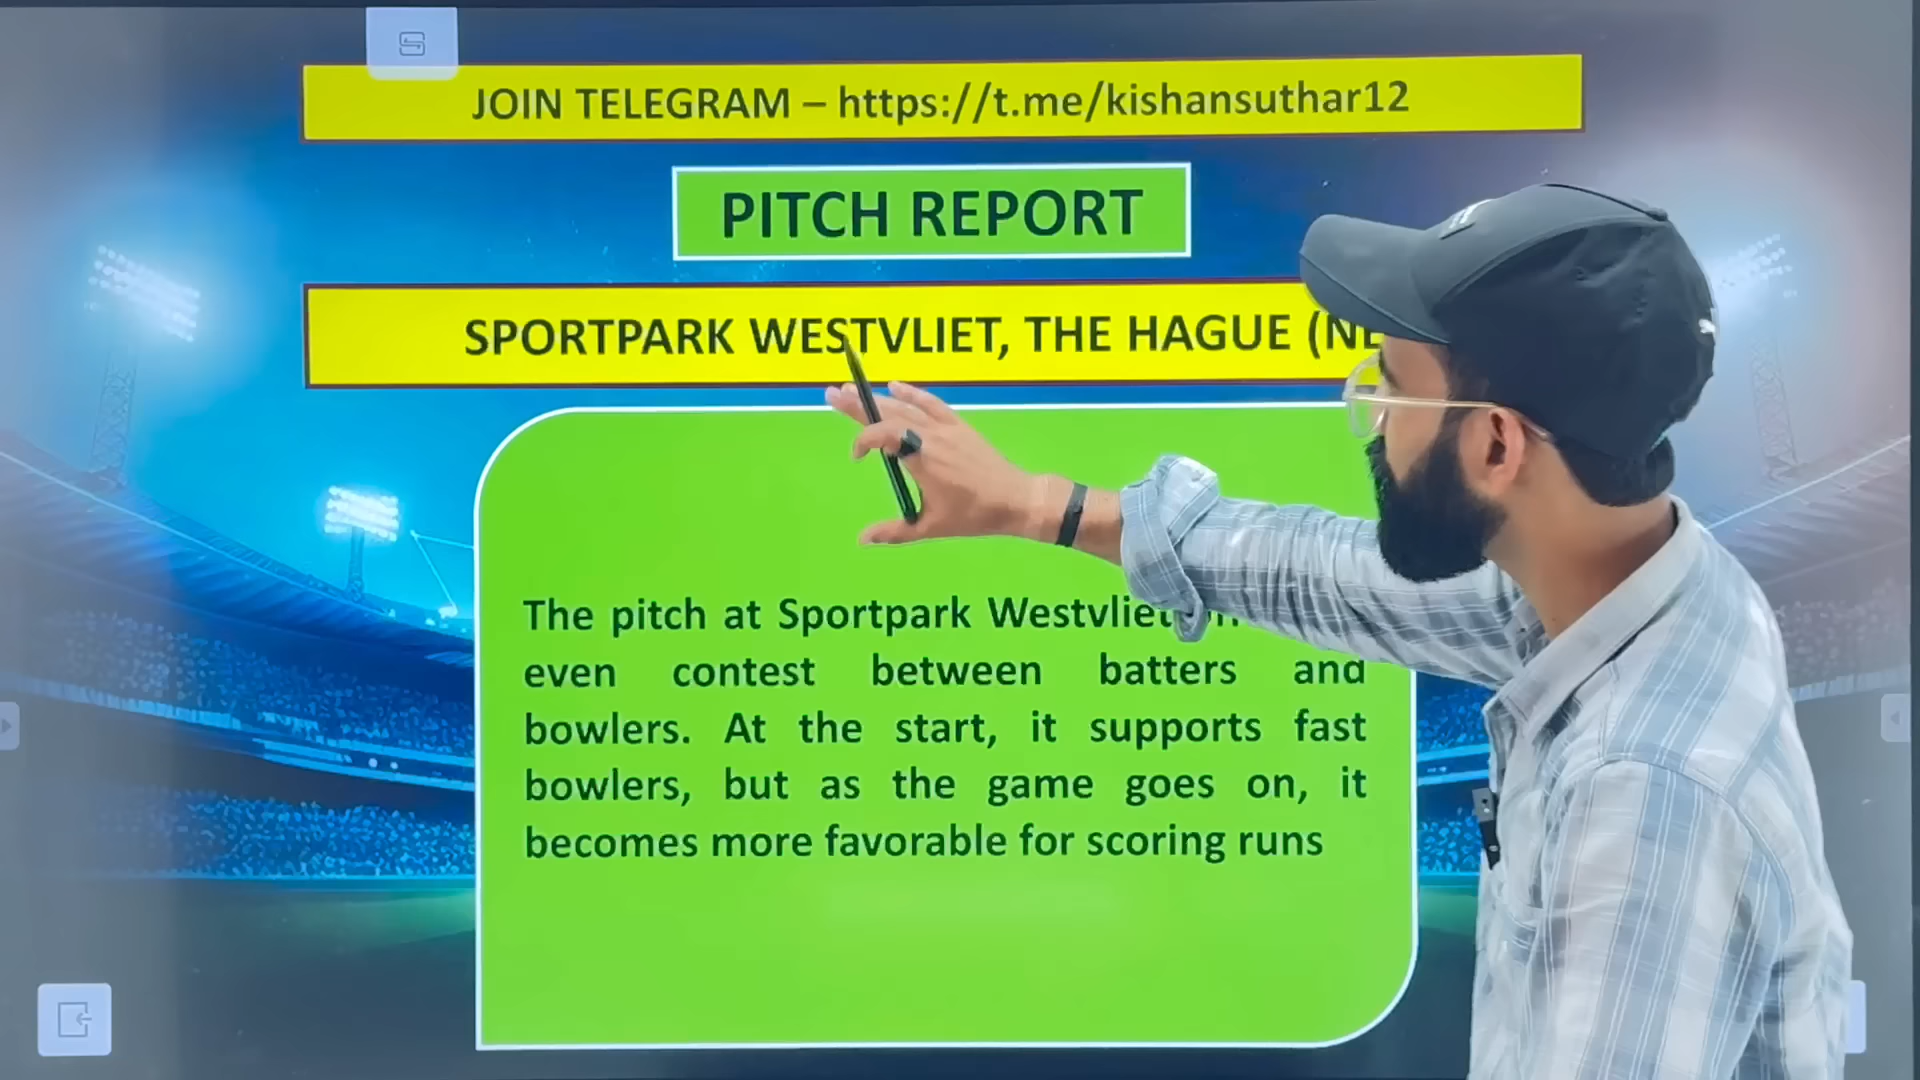 JOIN TELEGRAM – https://t.me/kishansuthar12
PITCH REPORT
SPORTPARK WESTVLIET, THE HAGUE
The pitch at Sportpark Westvliet
even contest between batters and
bowlers. At the start, it supports fast
bowlers, but as the game goes on, it
becomes more favorable for scoring runs